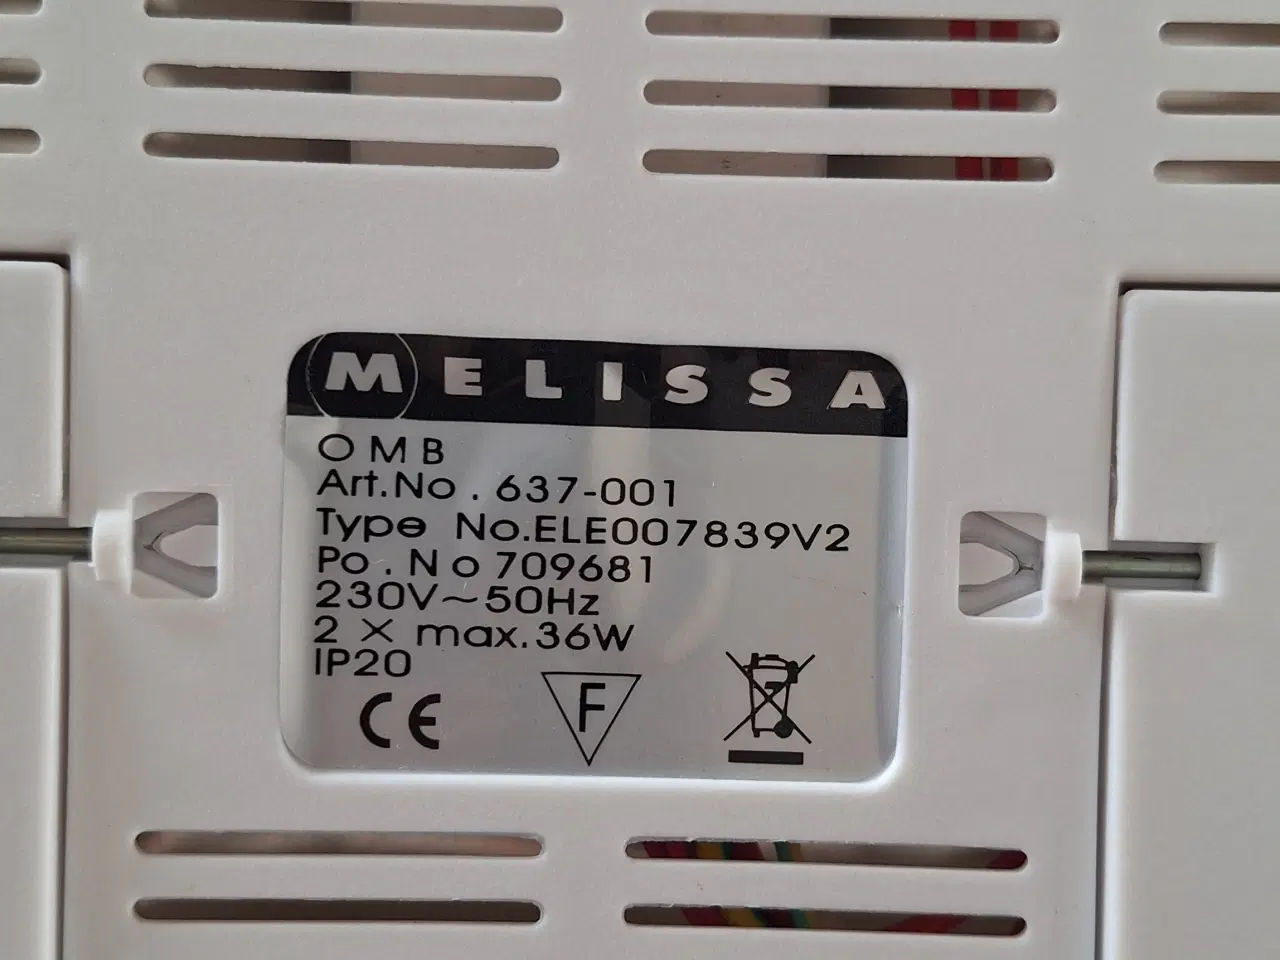 MELISSA
OMB
Art.No. 637-001
Type No.ELE007839V2
Po. No 709681
230V~50Hz
2 X max.36W
IP20
CE F